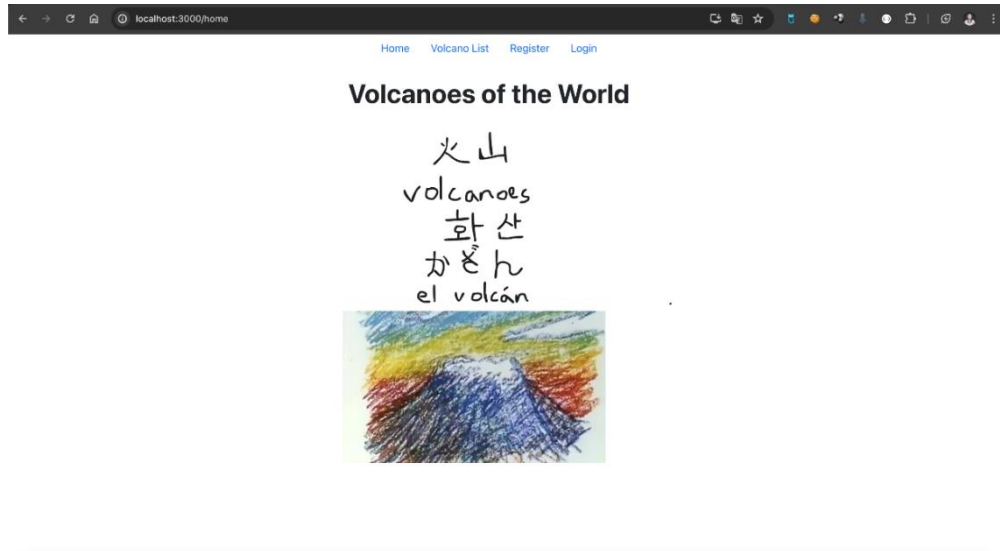 localhost:3000/home
Home Volcano List Register Login
Volcanoes of the World
火山
volcanoes
화산
かざん
el volcán